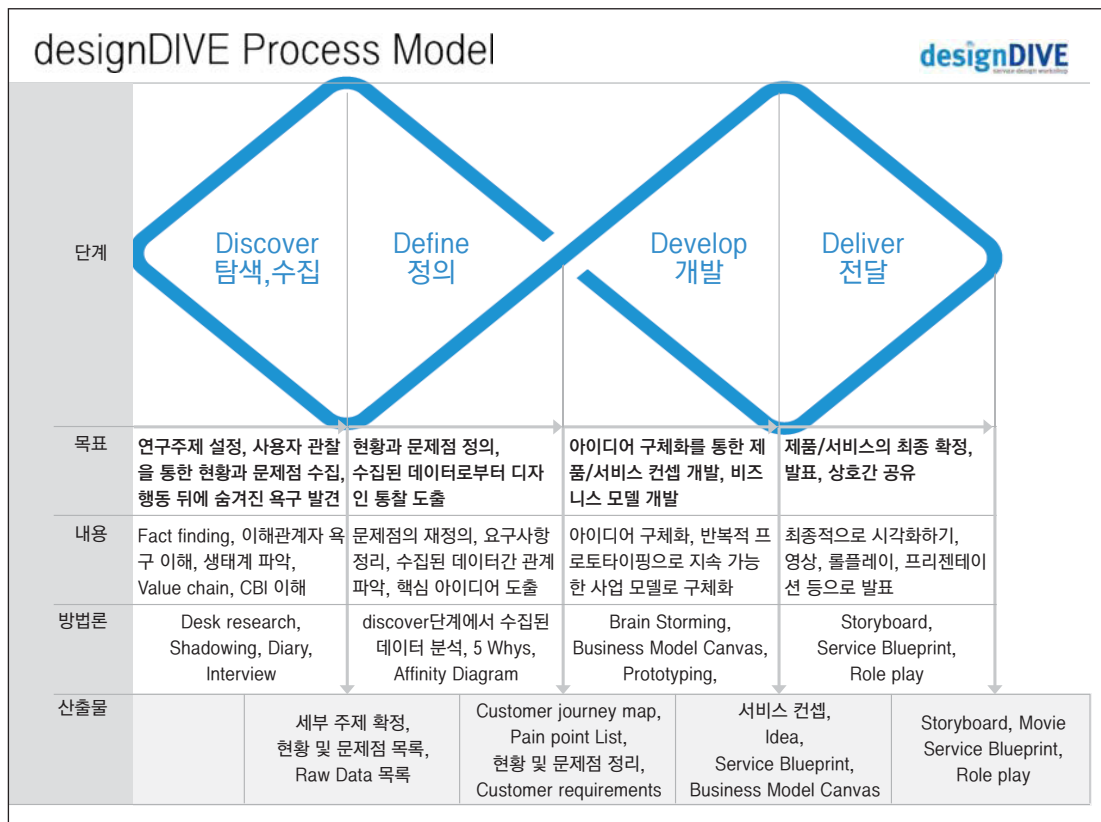 designDIVE Process Model
designDIVE
service-design workshop
단계
Discover
탐색,수집
Define
정의
Develop
개발
Deliver
전달
목표
연구주제 설정, 사용자 관찰
을 통한 현황과 문제점 수집,
행동 뒤에 숨겨진 욕구 발견
현황과 문제점 정의,
수집된 데이터로부터 디자
인 통찰 도출
아이디어 구체화를 통한 제
품/서비스 컨셉 개발, 비즈
니스 모델 개발
제품/서비스의 최종 확정,
발표, 상호간 공유
내용
Fact finding, 이해관계자 욕
구 이해, 생태계 파악,
Value chain, CBI 이해
문제점의 재정의, 요구사항
정리, 수집된 데이터간 관계
파악, 핵심 아이디어 도출
아이디어 구체화, 반복적 프
로토타이핑으로 지속 가능
한 사업 모델로 구체화
최종적으로 시각화하기,
영상, 롤플레이, 프리젠테이
션 등으로 발표
방법론
Desk research,
Shadowing, Diary,
Interview
discover단계에서 수집된
데이터 분석, 5 Whys,
Affinity Diagram
Brain Storming,
Business Model Canvas,
Prototyping,
Storyboard,
Service Blueprint,
Role play
산출물
세부 주제 확정,
현황 및 문제점 목록,
Raw Data 목록
Customer journey map,
Pain point List,
현황 및 문제점 정리,
Customer requirements
서비스 컨셉,
Idea,
Service Blueprint,
Business Model Canvas
Storyboard, Movie
Service Blueprint,
Role play